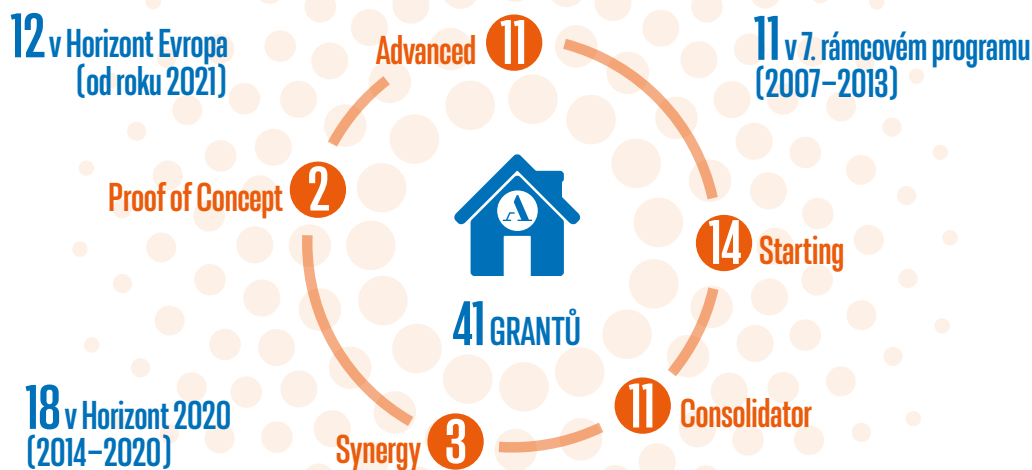 12 v Horizont Evropa
(od roku 2021)
Advanced 11
11 v 7. rámcovém programu
(2007–2013)
Proof of Concept 2
A
14 Starting
41 GRANTŮ
11 Consolidator
18 v Horizont 2020
(2014–2020)
Synergy 3